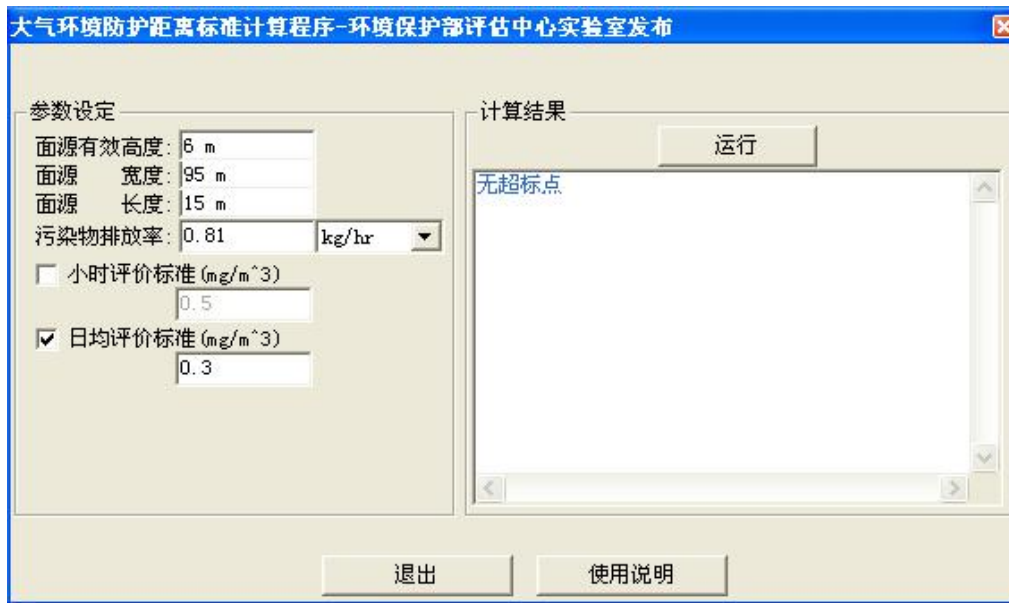 大气环境防护距离标准计算程序-环境保护部评估中心实验室发布
参数设定
面源有效高度: 6 m
面源 宽度: 95 m
面源 长度: 15 m
污染物排放率: 0.81 kg/hr
小时评价标准(mg/m^3)
0.5
日均评价标准(mg/m^3)
0.3
计算结果
运行
无超标点
退出 使用说明